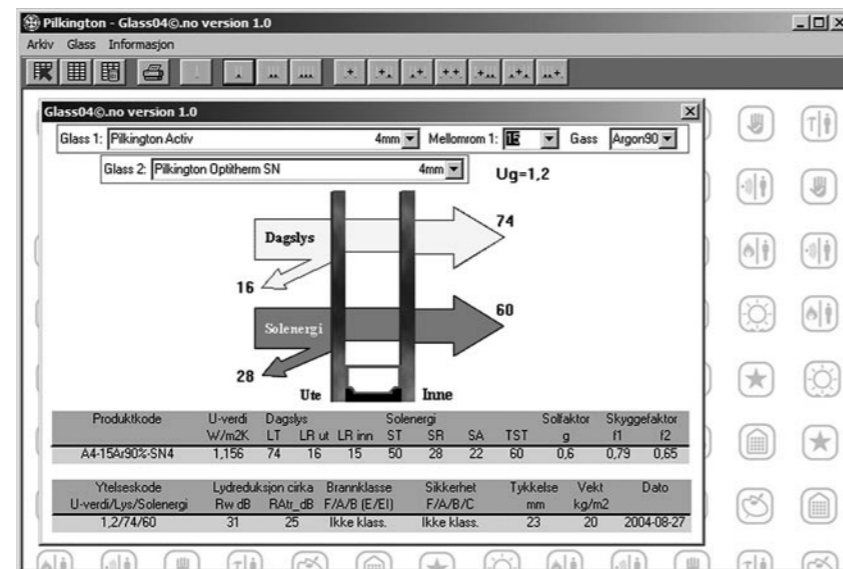 Pilkington - Glass04©.no version 1.0
Arkiv Glass Informasjon
Glass04©.no version 1.0
Glass 1: Pilkington Activ 4mm Mellomrom 1: 15 Gass Argon90
Glass 2: Pilkington Optitherm SN 4mm Ug=1,2
74
Dagslys
16
60
Solenergi
28
Ute Inne
Produktkode U-verdi Dagslys Solenergi Solfaktor Skyggefaktor
W/m2K LT LR ut LR inn ST SR SA TST g f1 f2
A4-15Ar90%-SN4 1,156 74 16 15 50 28 22 60 0,6 0,79 0,65
Ytelseskode Lydreduksjon cirka Brannklasse Sikkerhet Tykkelse Vekt Dato
U-verdi/Lys/Solenergi Rw dB RAtr_dB F/A/B (E/EI) F/A/B/C mm kg/m2
1,2/74/60 31 25 Ikke klass. Ikke klass. 23 20 2004-08-27